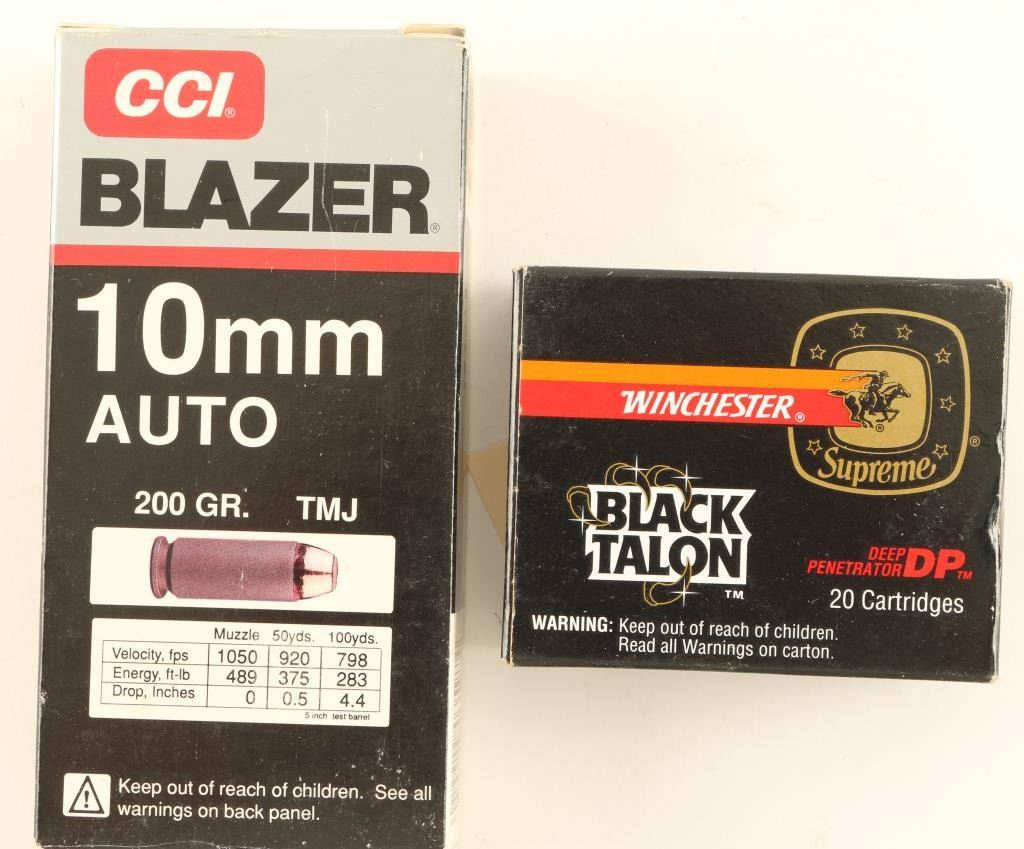 CCI®
BLAZER®
10mm
AUTO
200 GR. TMJ
Muzzle 50yds. 100yds.
Velocity, fps 1050 920 798
Energy, ft-lb 489 375 283
Drop, Inches 0 0.5 4.4
5 inch test barrel
Keep out of reach of children. See all
warnings on back panel.
WINCHESTER®
®
Supreme ®
BLACK
TALON
™
DEEP
PENETRATOR DP™
20 Cartridges
WARNING: Keep out of reach of children.
Read all Warnings on carton.